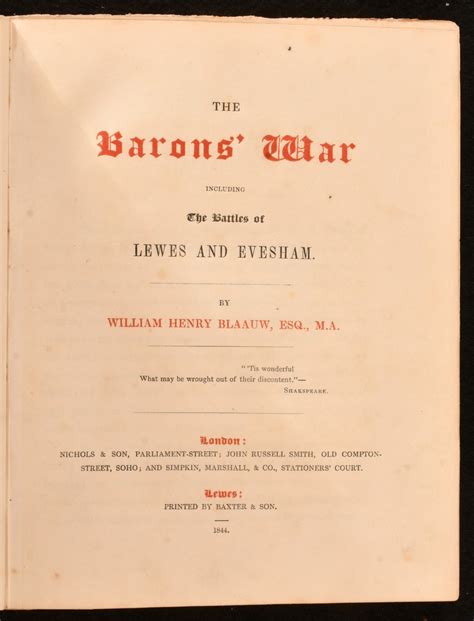 THE
Barons' War
INCLUDING
The Battles of
LEWES AND EVESHAM.
BY
WILLIAM HENRY BLAAUW, ESQ., M.A.
"'Tis wonderful
What may be wrought out of their discontent."—
SHAKSPEARE.
London:
NICHOLS & SON, PARLIAMENT-STREET; JOHN RUSSELL SMITH, OLD COMPTON-
STREET, SOHO; AND SIMPKIN, MARSHALL, & CO., STATIONERS' COURT.
Lewes:
PRINTED BY BAXTER & SON.
1844.